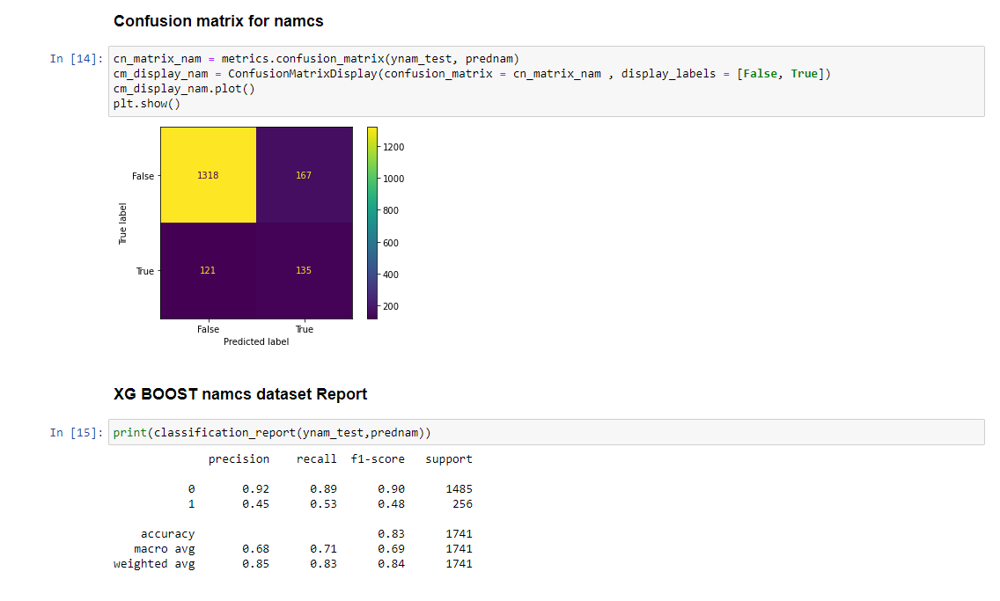 Confusion matrix for namcs
In [14]:
cn_matrix_nam = metrics.confusion_matrix(ynam_test, prednam)
cm_display_nam = ConfusionMatrixDisplay(confusion_matrix = cn_matrix_nam , display_labels = [False, True])
cm_display_nam.plot()
plt.show()
True label
False
True
1318 167
121 135
False True
Predicted label
1200
1000
800
600
400
200
XG BOOST namcs dataset Report
In [15]:
print(classification_report(ynam_test,prednam))
precision recall f1-score support
0 0.92 0.89 0.90 1485
1 0.45 0.53 0.48 256
accuracy 0.83 1741
macro avg 0.68 0.71 0.69 1741
weighted avg 0.85 0.83 0.84 1741